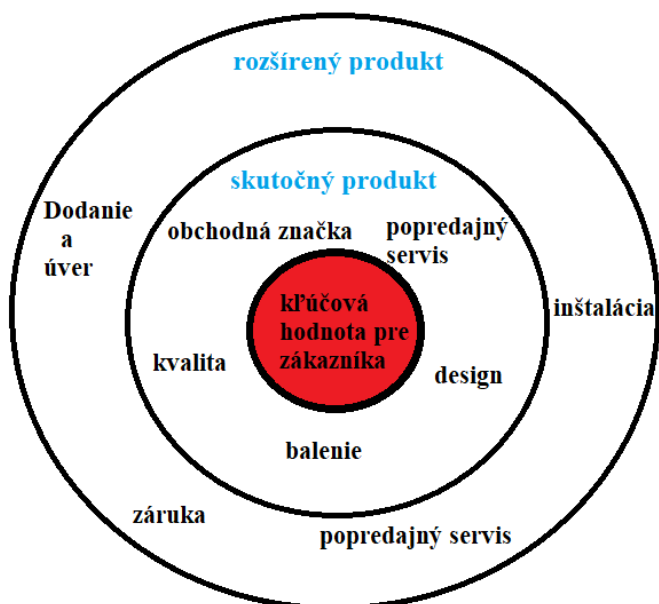 rozšírený produkt
skutočný produkt
Dodanie
a
úver
obchodná značka
popredajný
servis
kľúčová
hodnota pre
zákazníka
inštalácia
kvalita
design
balenie
záruka
popredajný servis